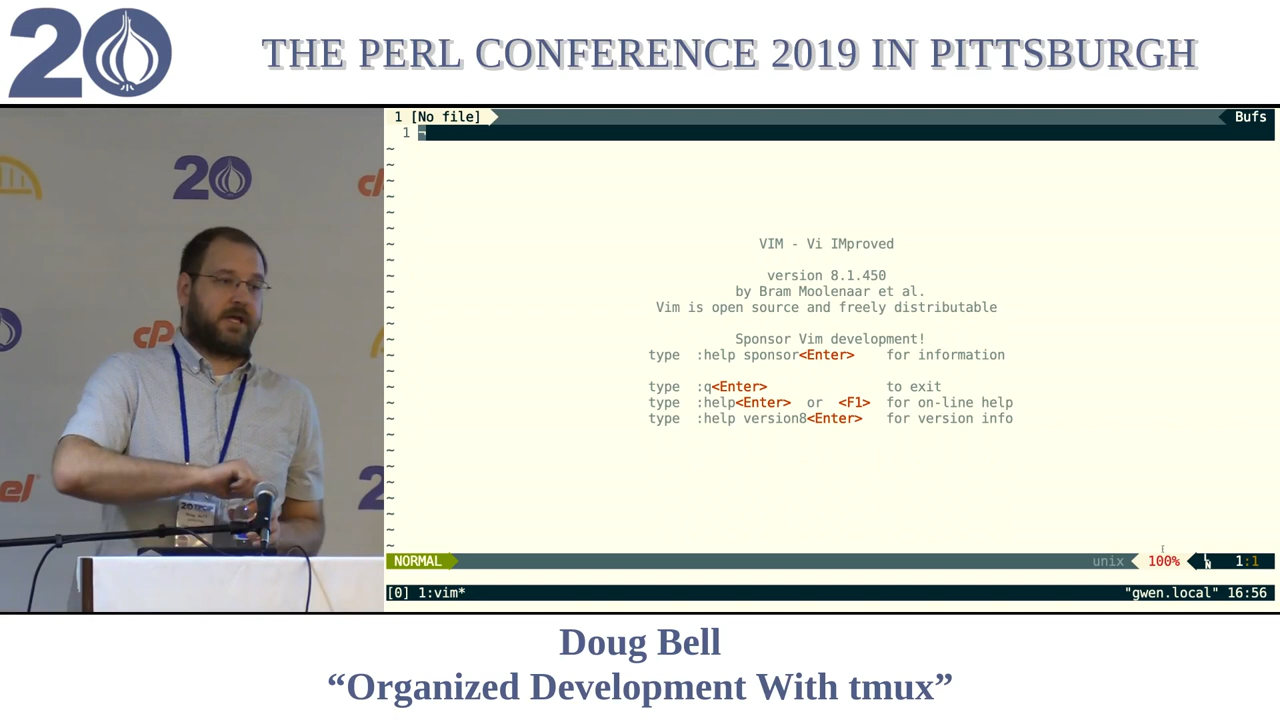 20
THE PERL CONFERENCE 2019 IN PITTSBURGH
20
cP
el
2
1 [No file]
Bufs
1 ¬
~
~
~
~
~
~
~ VIM - Vi IMproved
~
~ version 8.1.450
~ by Bram Moolenaar et al.
~ Vim is open source and freely distributable
~
~ Sponsor Vim development!
~ type :help sponsor<Enter> for information
~
~ type :q<Enter> to exit
~ type :help<Enter> or <F1> for on-line help
~ type :help version8<Enter> for version info
~
~
~
~
~
~
~
~
NORMAL
unix 100% 1:1
[0] 1:vim*
"gwen.local" 16:56
Doug Bell
“Organized Development With tmux”